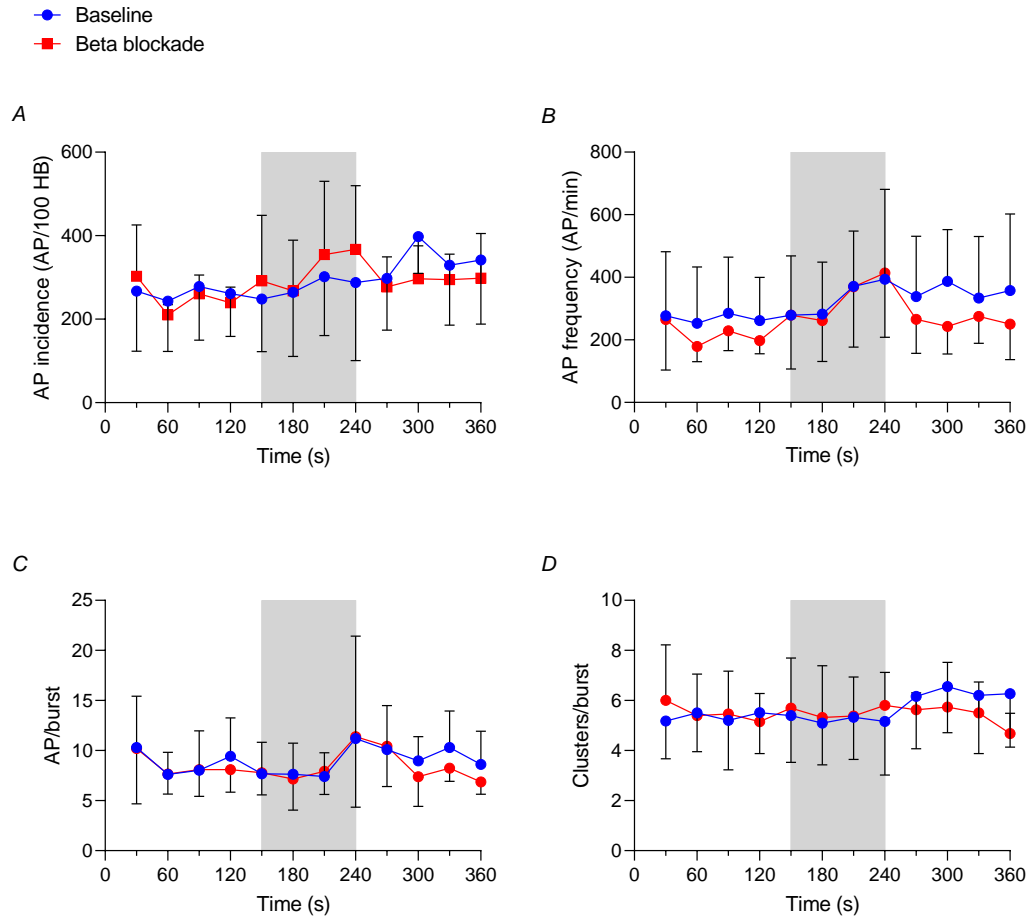 Baseline
Beta blockade
A
AP incidence (AP/100 HB)
600
400
200
0
0 60 120 180 240 300 360
Time (s)
B
AP frequency (AP/min)
800
600
400
200
0
0 60 120 180 240 300 360
Time (s)
C
AP/burst
25
20
15
10
5
0
0 60 120 180 240 300 360
Time (s)
D
Clusters/burst
10
8
6
4
2
0
0 60 120 180 240 300 360
Time (s)